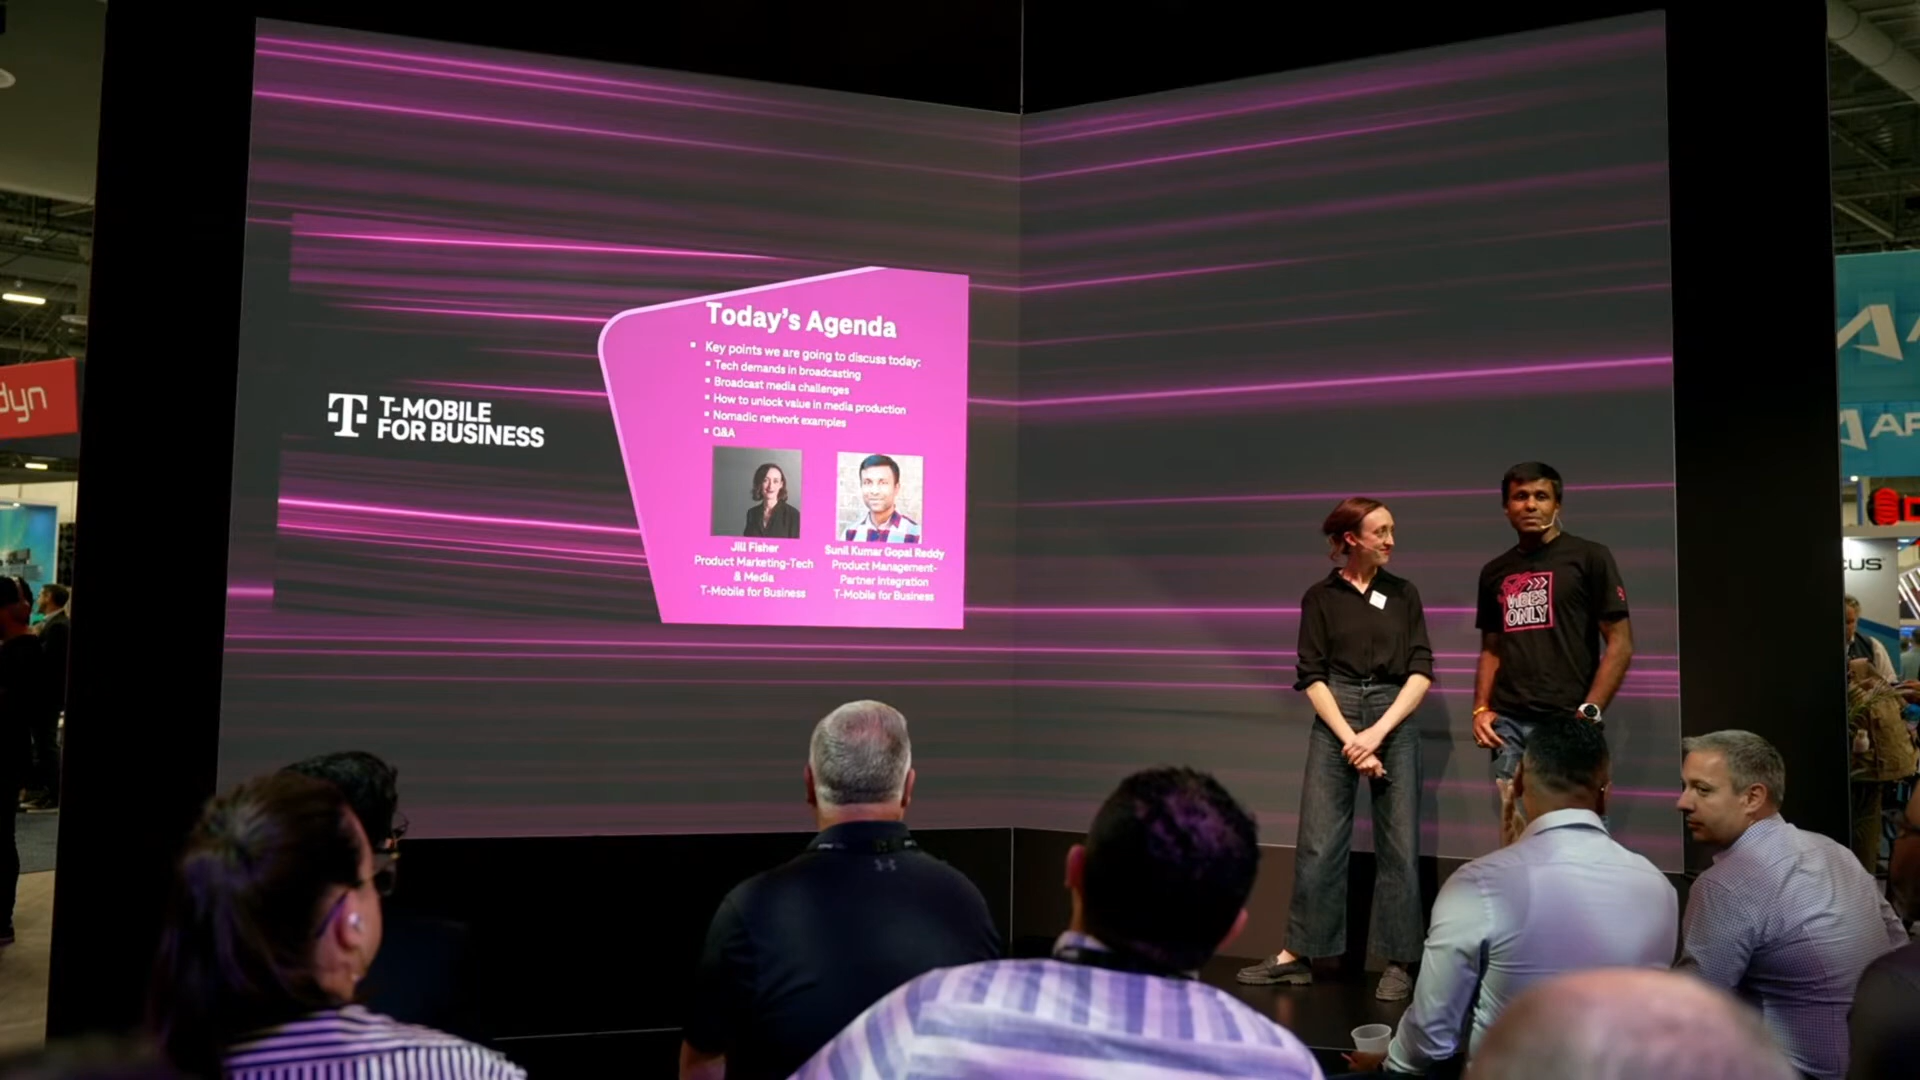 Today's Agenda
▪ Key points we are going to discuss today:
▪ Tech demands in broadcasting
▪ Broadcast media challenges
▪ How to unlock value in media production
▪ Nomadic network examples
▪ Q&A
T-MOBILE
FOR BUSINESS
Jill Fisher
Product Marketing-Tech
& Media
T-Mobile for Business
Sunil Kumar Gopal Reddy
Product Management-
Partner Integration
T-Mobile for Business
VIBES
ONLY
dyn
AP
CUS